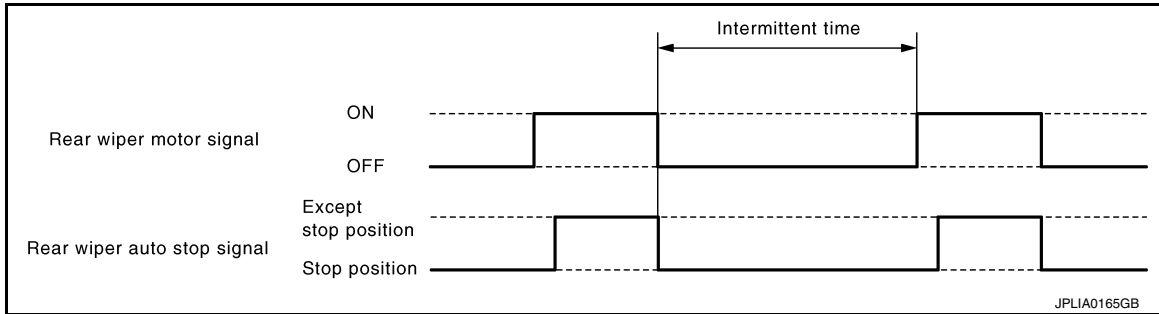 Intermittent time
ON
Rear wiper motor signal
OFF
Except
stop position
Rear wiper auto stop signal
Stop position
JPLIA0165GB